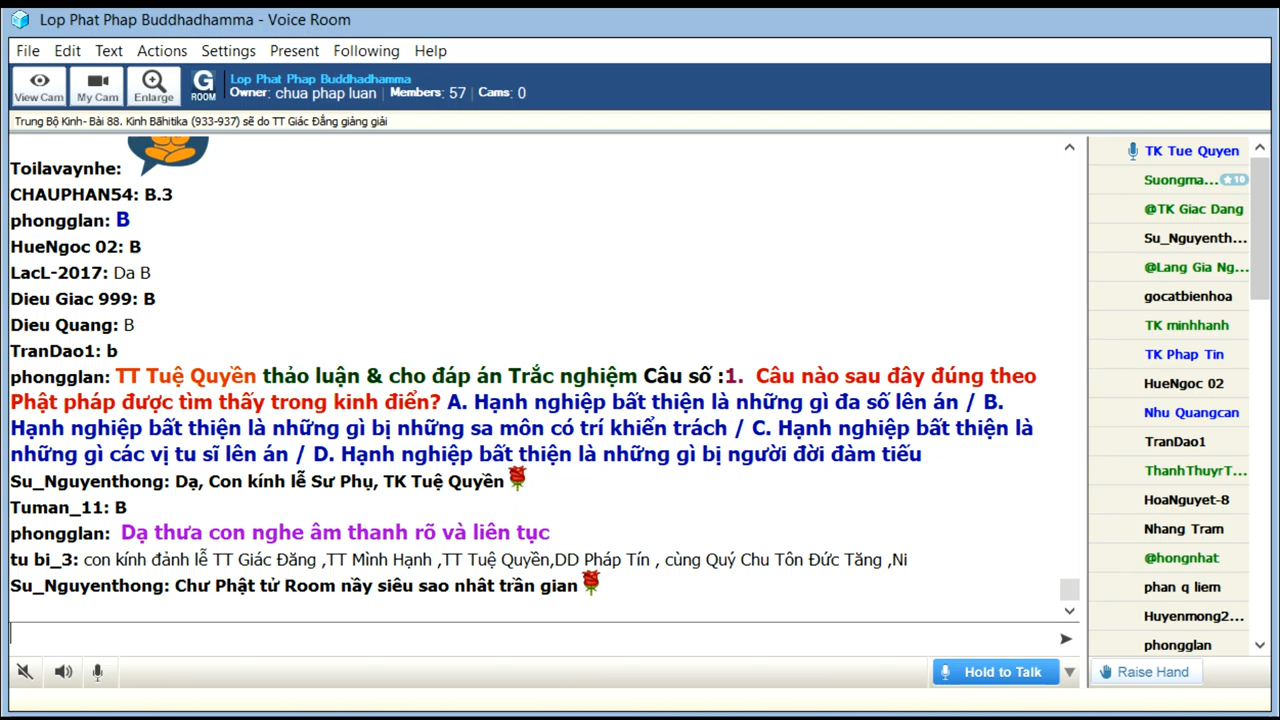 Lop Phat Phap Buddhadhamma - Voice Room
File Edit Text Actions Settings Present Following Help
View Cam My Cam Enlarge G ROOM
Lop Phat Phap Buddhadhamma
Owner: chua phap luan | Members: 57 | Cams: 0
Trung Bộ Kinh- Bài 88. Kinh Bāhitika (933-937) sẽ do TT Giác Đẳng giảng giải
Toilavaynhe:
CHAUPHAN54: B.3
phongglan: B
HueNgoc 02: B
LacL-2017: Da B
Dieu Giac 999: B
Dieu Quang: B
TranDao1: b
phongglan: TT Tuệ Quyền thảo luận & cho đáp án Trắc nghiệm Câu số :1. Câu nào sau đây đúng theo
Phật pháp được tìm thấy trong kinh điển? A. Hạnh nghiệp bất thiện là những gì đa số lên án / B.
Hạnh nghiệp bất thiện là những gì bị những sa môn có trí khiển trách / C. Hạnh nghiệp bất thiện là
những gì các vị tu sĩ lên án / D. Hạnh nghiệp bất thiện là những gì bị người đời đàm tiếu
Su_Nguyenthong: Dạ, Con kính lễ Sư Phụ, TK Tuệ Quyền
Tuman_11: B
phongglan: Dạ thưa con nghe âm thanh rõ và liên tục
tu bi_3: con kính đảnh lễ TT Giác Đăng ,TT Mình Hạnh ,TT Tuệ Quyền,DD Pháp Tín , cùng Quý Chu Tôn Đức Tăng ,Ni
Su_Nguyenthong: Chư Phật tử Room nầy siêu sao nhât trần gian
Hold to Talk
TK Tue Quyen
Suongma... ★10
@TK Giac Dang
Su_Nguyenth...
@Lang Gia Ng...
gocatbienhoa
TK minhhanh
TK Phap Tin
HueNgoc 02
Nhu Quangcan
TranDao1
ThanhThuyrT...
HoaNguyet-8
Nhang Tram
@hongnhat
phan q liem
Huyenmong2...
phongglan
Raise Hand